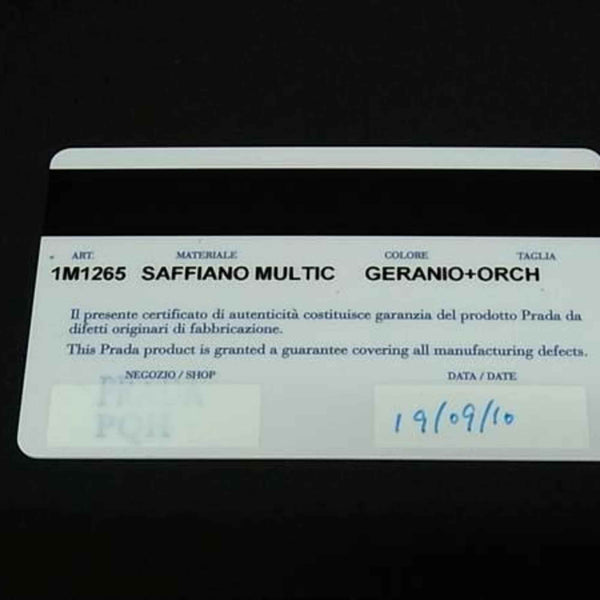 ART. MATERIALE COLORE TAGLIA
1M1265 SAFFIANO MULTIC GERANIO+ORCH
Il presente certificato di autenticità costituisce garanzia del prodotto Prada da
difetti originari di fabbricazione.
This Prada product is granted a guarantee covering all manufacturing defects.
NEGOZIO / SHOP DATA / DATE
PRADA
PQH
19/09/10